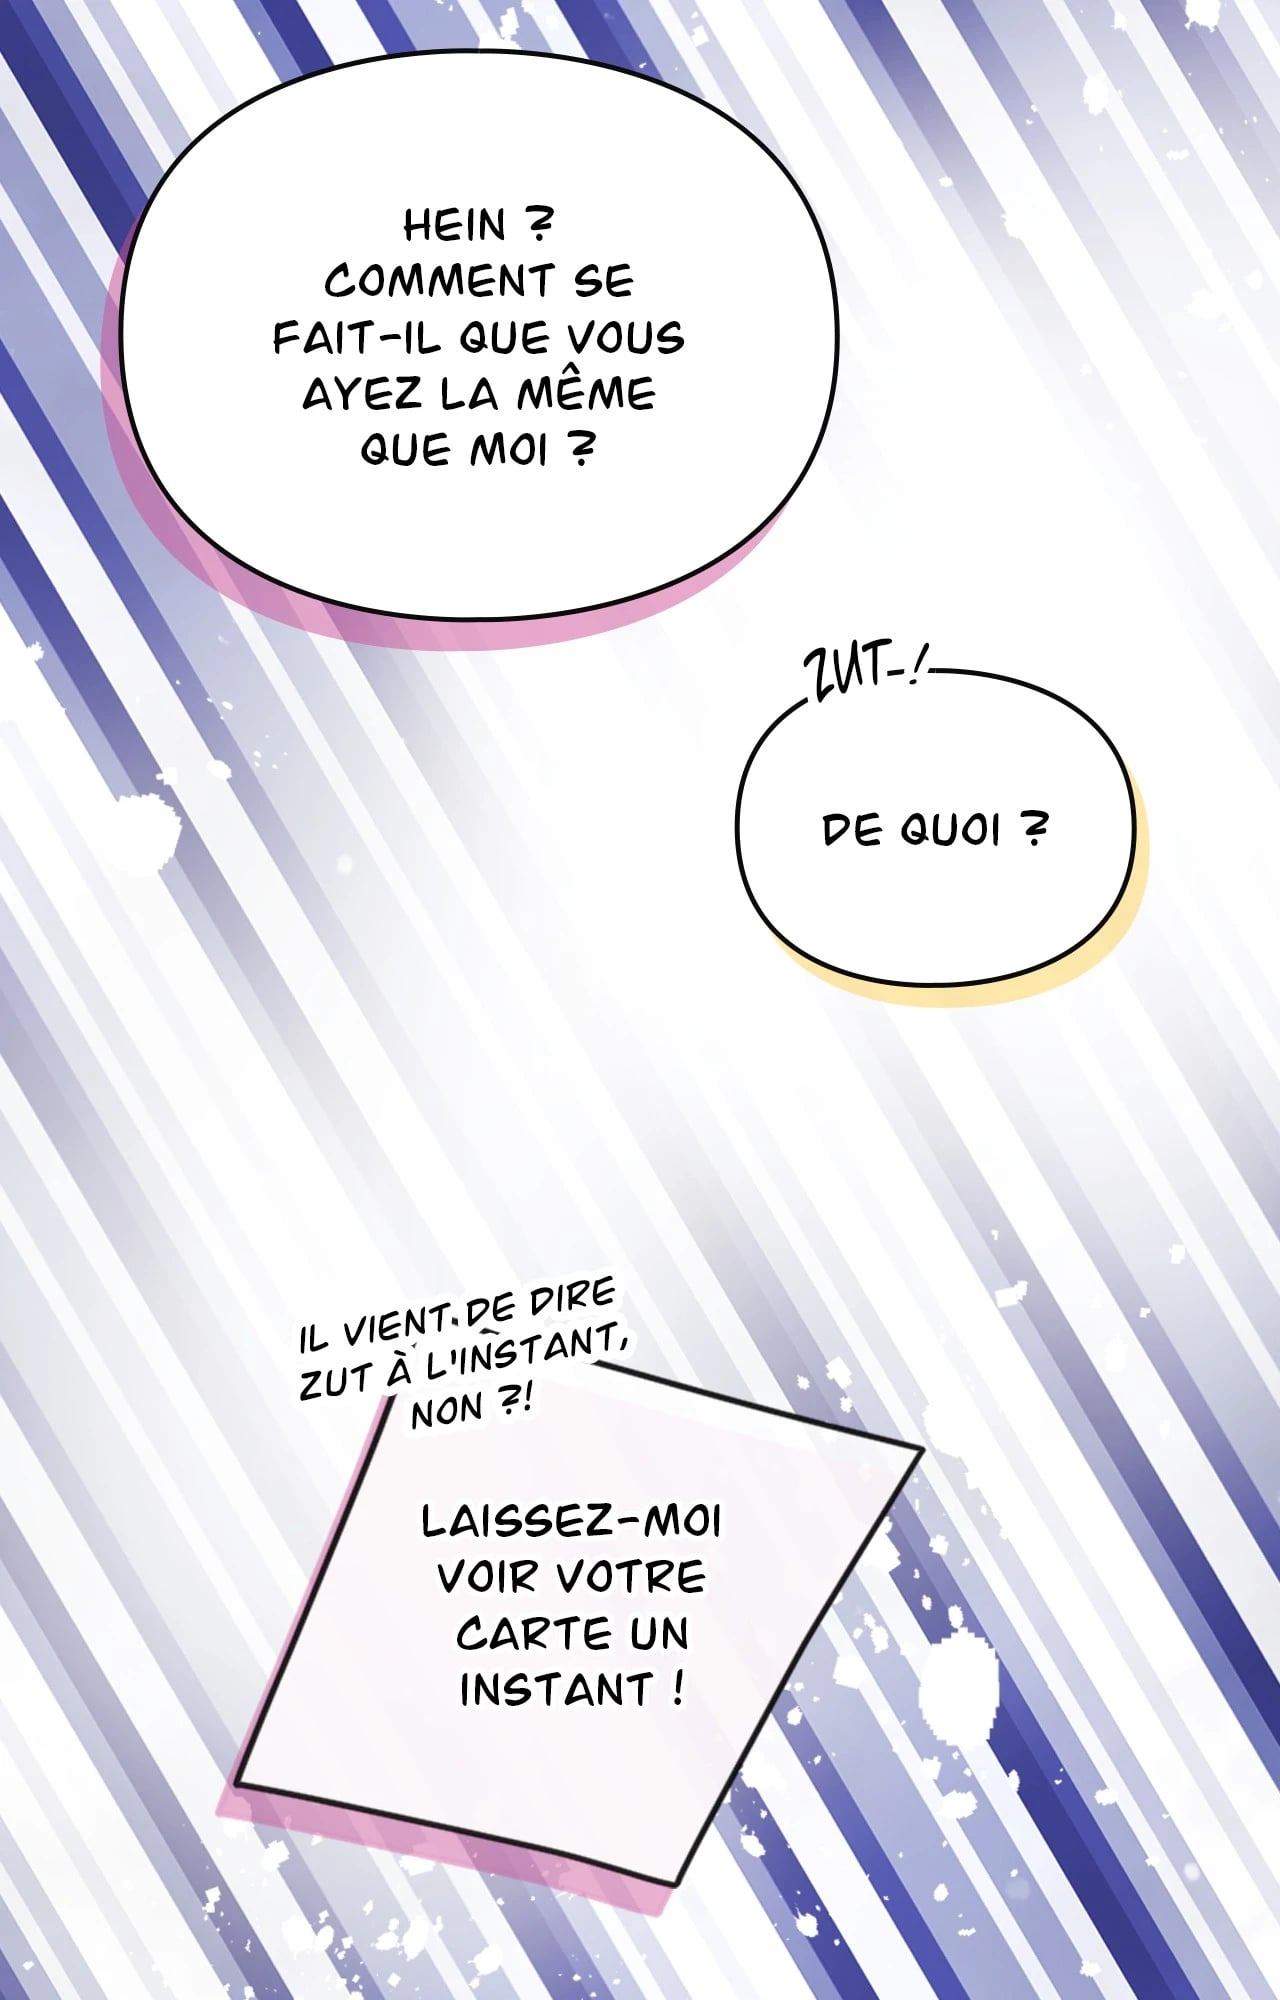 HEIN ?
COMMENT SE
FAIT-IL QUE VOUS
AYEZ LA MÊME
QUE MOI ?
ZUT-!
DE QUOI ?
IL VIENT DE DIRE
ZUT À L'INSTANT,
NON ?!
LAISSEZ-MOI
VOIR VOTRE
CARTE UN
INSTANT !